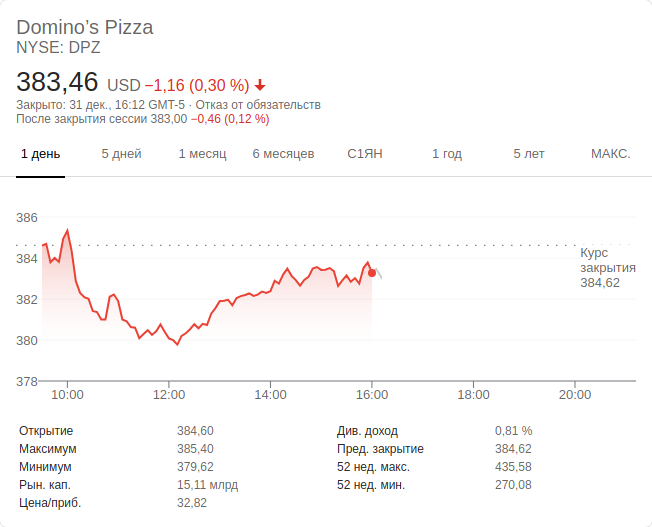 Domino's Pizza
NYSE: DPZ
383,46 USD −1,16 (0,30 %)
Закрыто: 31 дек., 16:12 GMT-5 · Отказ от обязательств
После закрытия сессии 383,00 −0,46 (0,12 %)
1 день 5 дней 1 месяц 6 месяцев С1ЯН 1 год 5 лет МАКС.
386
384
382
380
378
Курс
закрытия
384,62
10:00 12:00 14:00 16:00 18:00 20:00
Открытие 384,60 Див. доход 0,81 %
Максимум 385,40 Пред. закрытие 384,62
Минимум 379,62 52 нед. макс. 435,58
Рын. кап. 15,11 млрд 52 нед. мин. 270,08
Цена/приб. 32,82